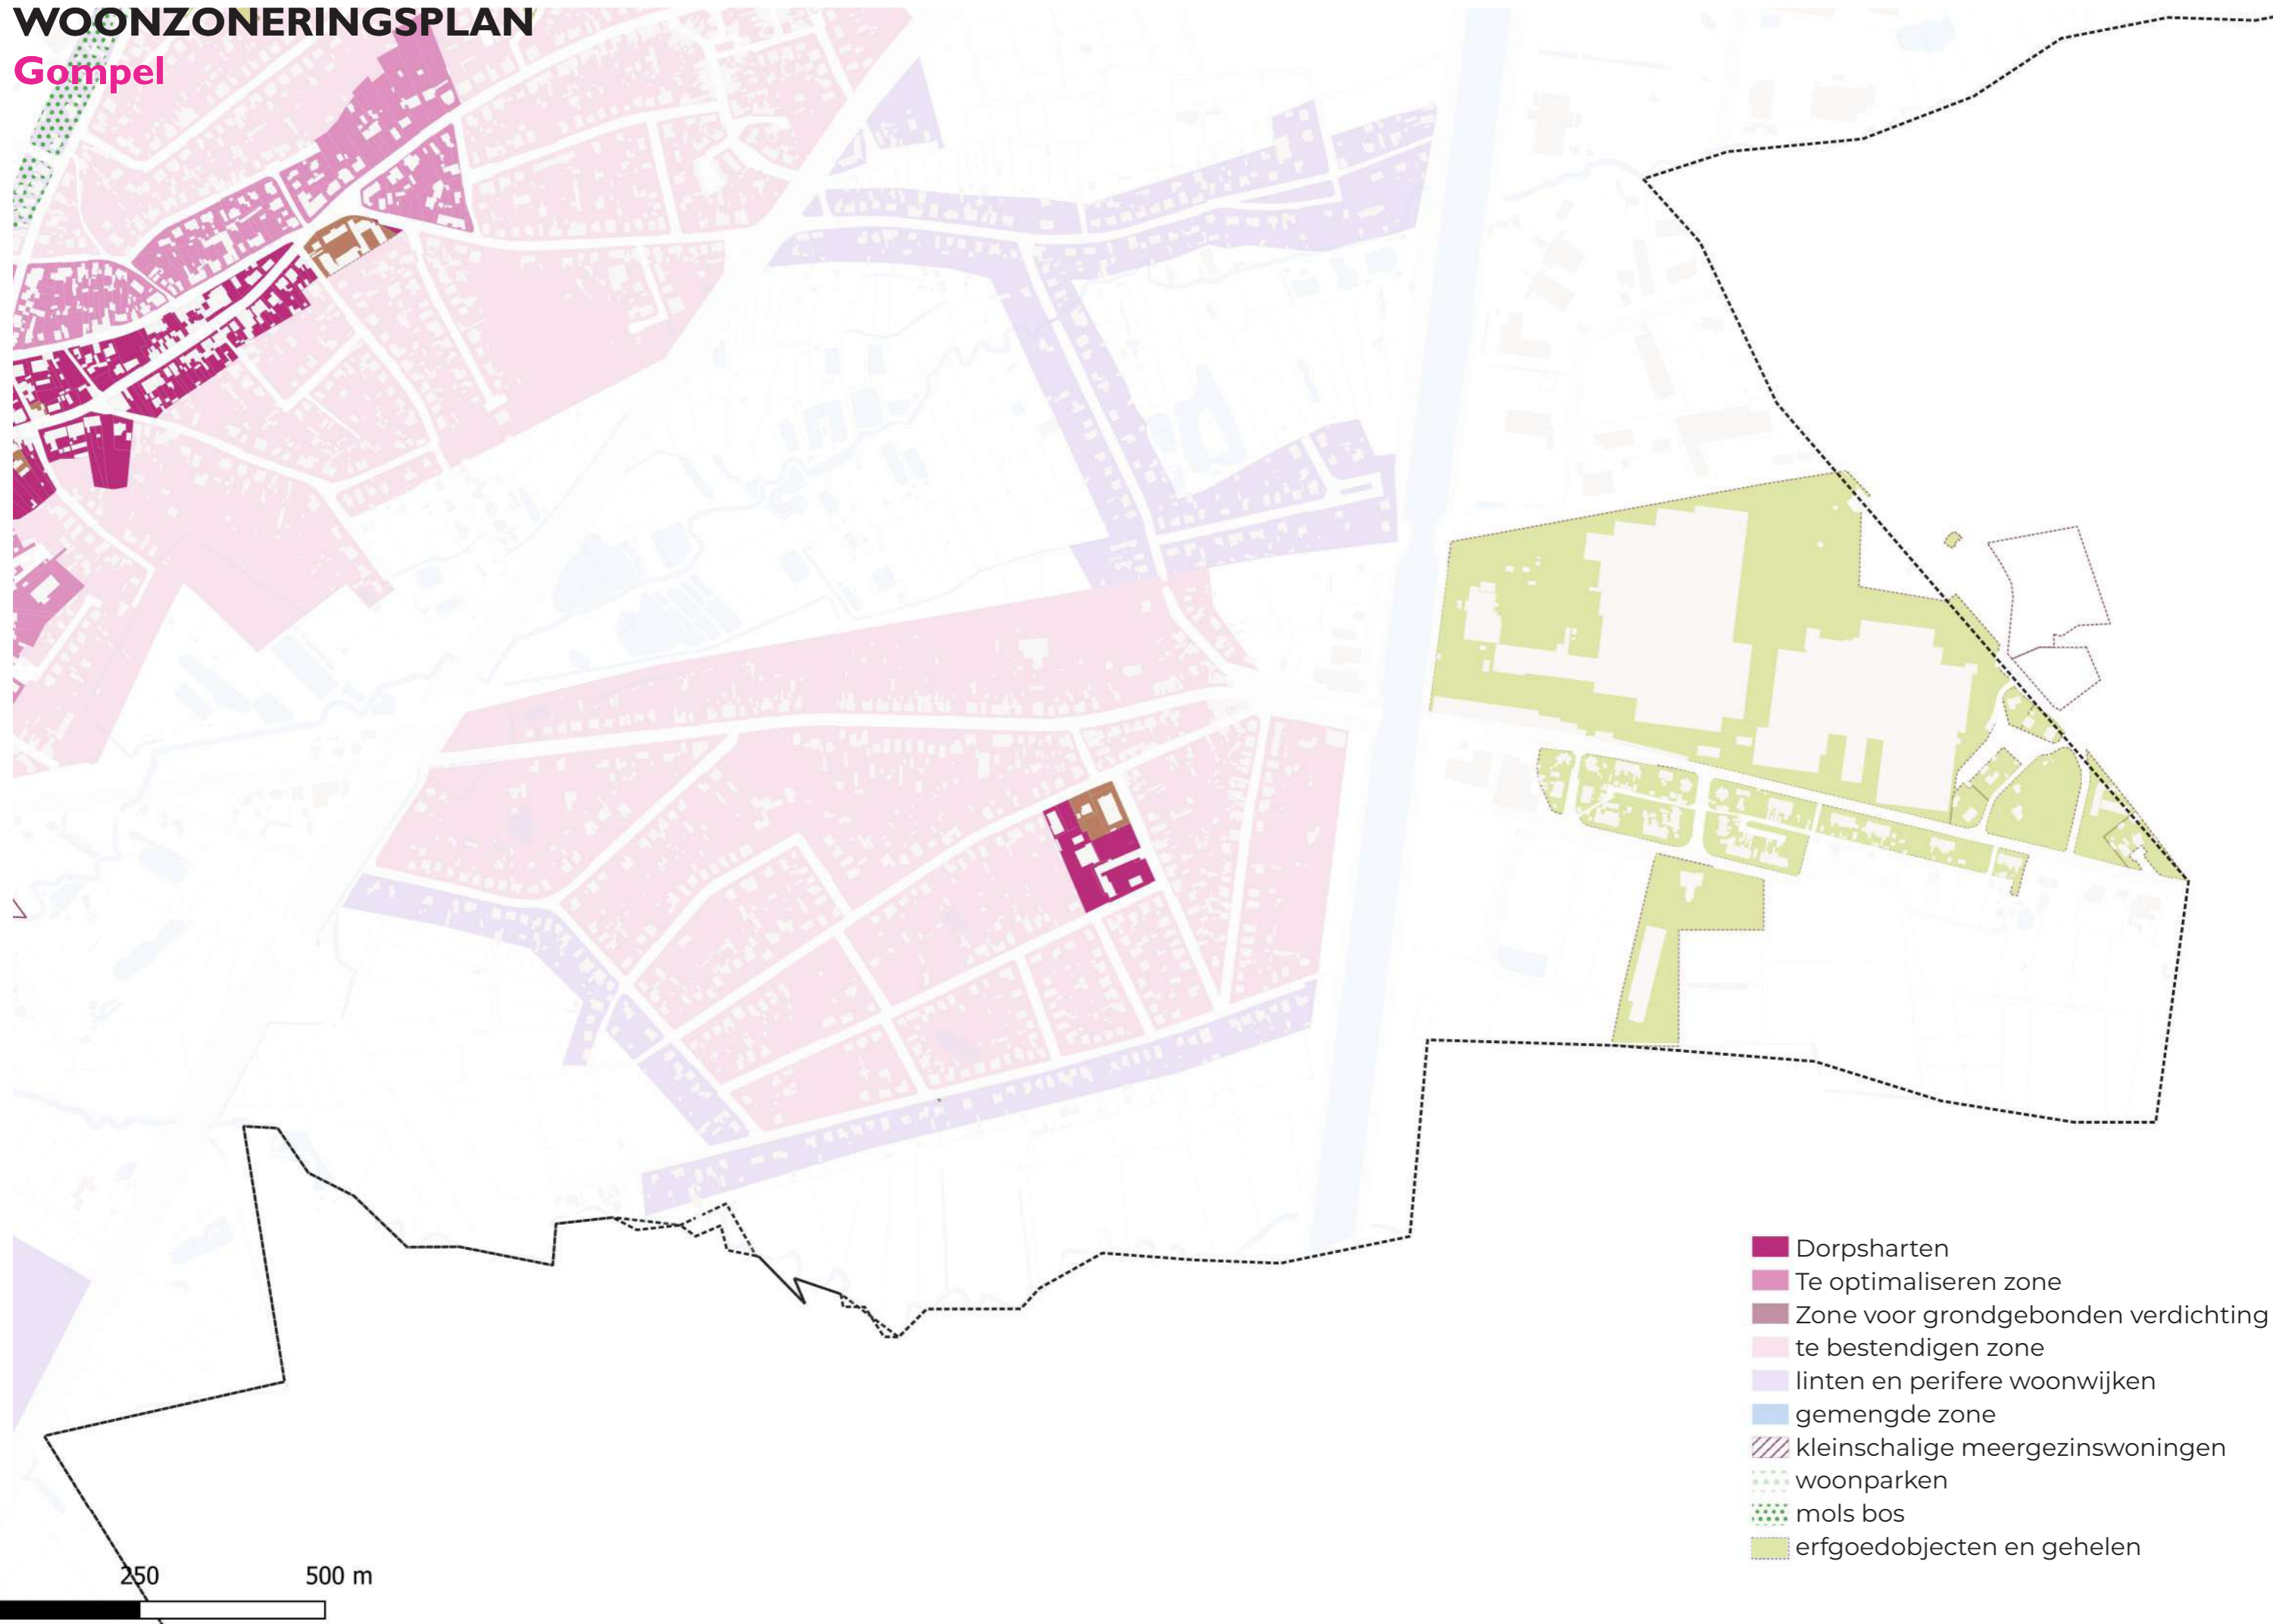 WOONZONERINGSPLAN
Gompel
Dorpsharten
Te optimaliseren zone
Zone voor grondgebonden verdichting
te bestendigen zone
linten en perifere woonwijken
gemengde zone
kleinschalige meergezinswoningen
woonparken
mols bos
erfgoedobjecten en gehelen
250 500 m